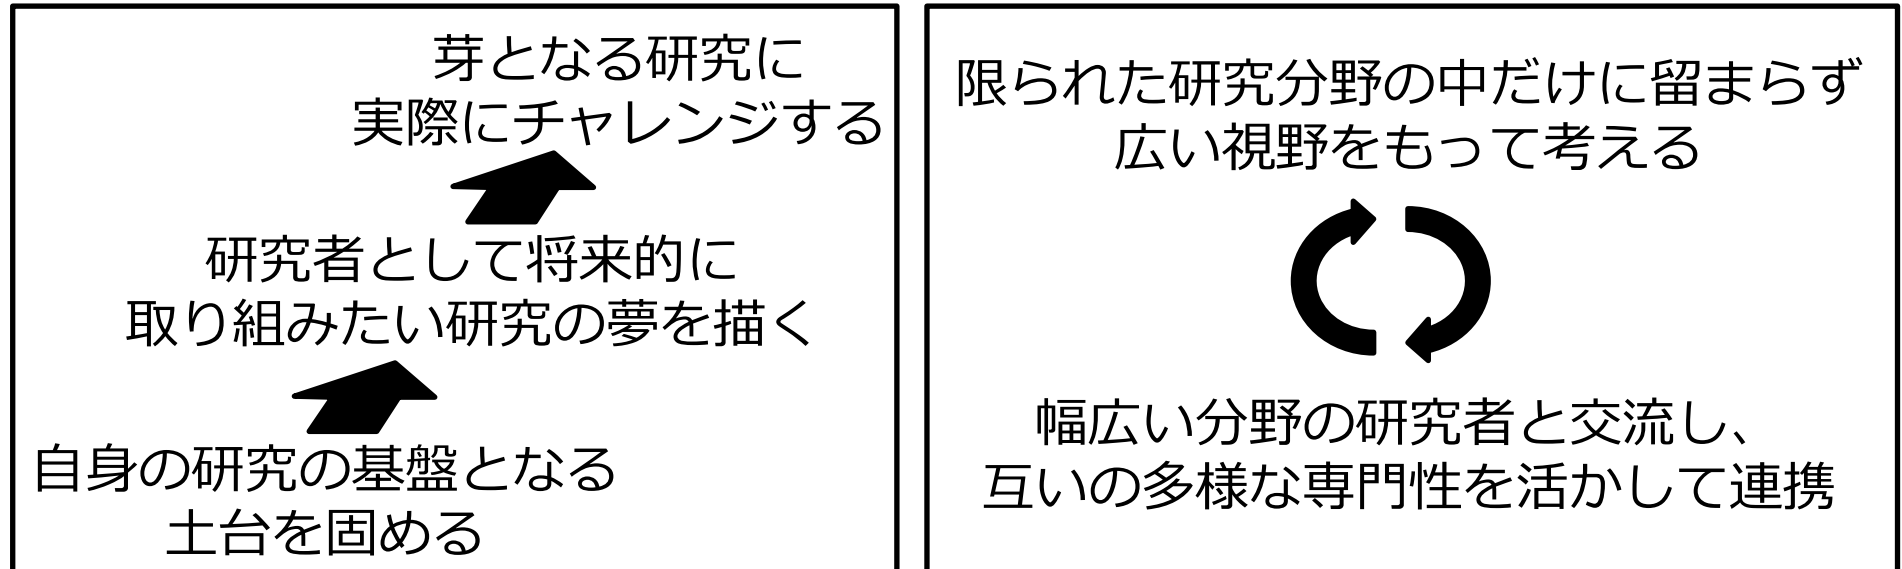 芽となる研究に
実際にチャレンジする
研究者として将来的に
取り組みたい研究の夢を描く
自身の研究の基盤となる
土台を固める
限られた研究分野の中だけに留まらず
広い視野をもって考える
幅広い分野の研究者と交流し、
互いの多様な専門性を活かして連携